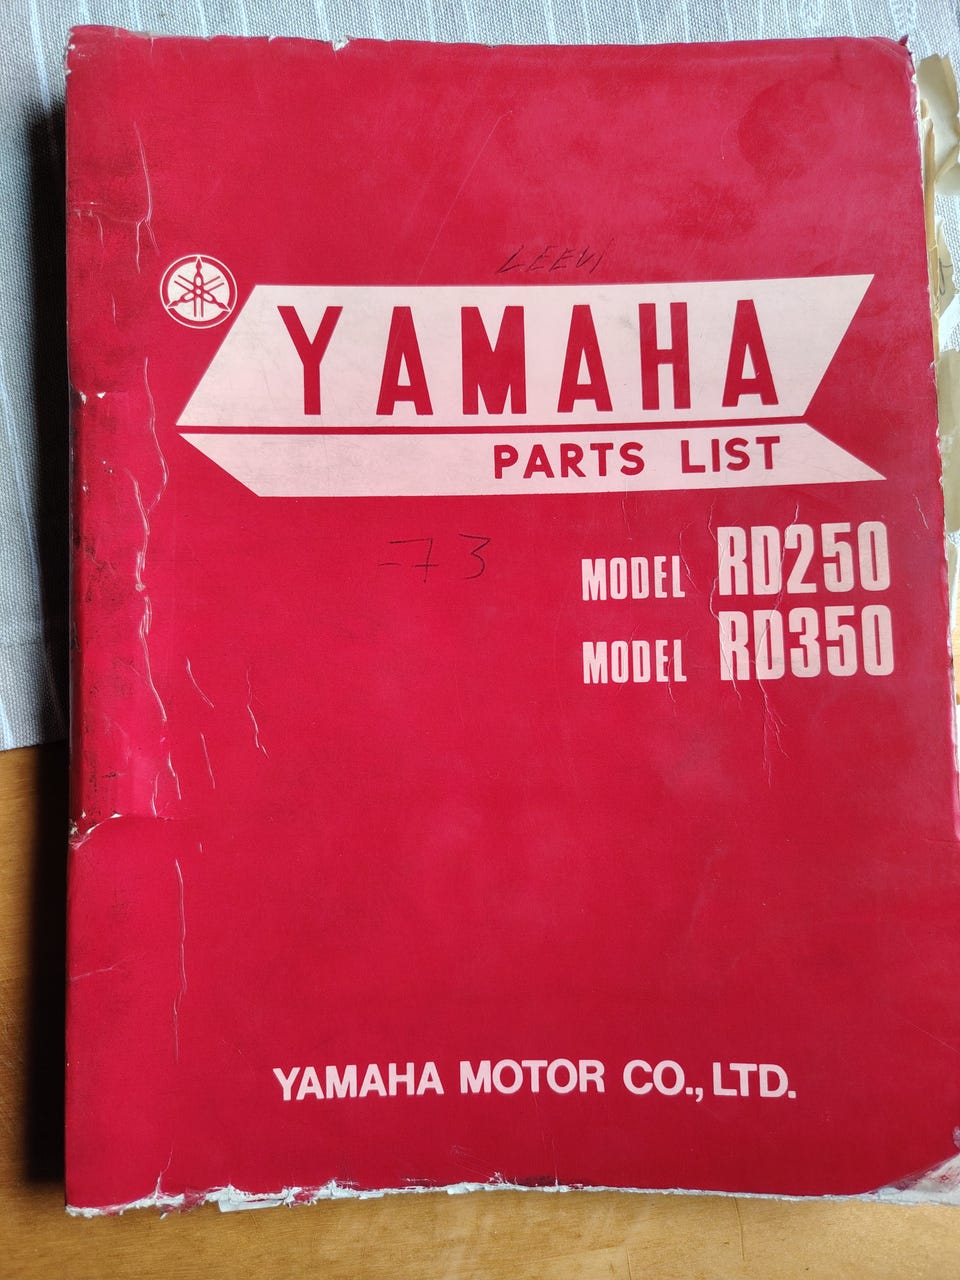 LEEVI
YAMAHA
PARTS LIST
-73
MODEL RD250
MODEL RD350
YAMAHA MOTOR CO., LTD.